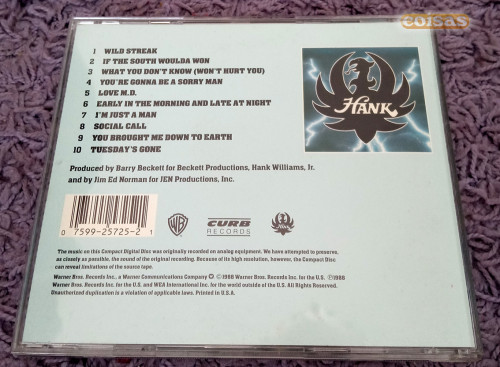 coisas
1 WILD STREAK
2 IF THE SOUTH WOULDA WON
3 WHAT YOU DON'T KNOW (WON'T HURT YOU)
4 YOU'RE GONNA BE A SORRY MAN
5 LOVE M.D.
6 EARLY IN THE MORNING AND LATE AT NIGHT
7 I'M JUST A MAN
8 SOCIAL CALL
9 YOU BROUGHT ME DOWN TO EARTH
10 TUESDAY'S GONE
HANK
Produced by Barry Beckett for Beckett Productions, Hank Williams, Jr.
and by Jim Ed Norman for JEN Productions, Inc.
0 7599-25725-2 1
WB
CURB
RECORDS
HANK
The music on this Compact Digital Disc was originally recorded on analog equipment. We have attempted to preserve,
as closely as possible, the sound of the original recording. Because of its high resolution, however, the Compact Disc
can reveal limitations of the source tape.
Warner Bros. Records Inc., a Warner Communications Company ©1988 Warner Bros. Records Inc. for the U.S. ℗1988
Warner Bros. Records Inc. for the U.S. and WEA International Inc. for the world outside of the U.S. All Rights Reserved.
Unauthorized duplication is a violation of applicable laws. Printed in U.S.A.